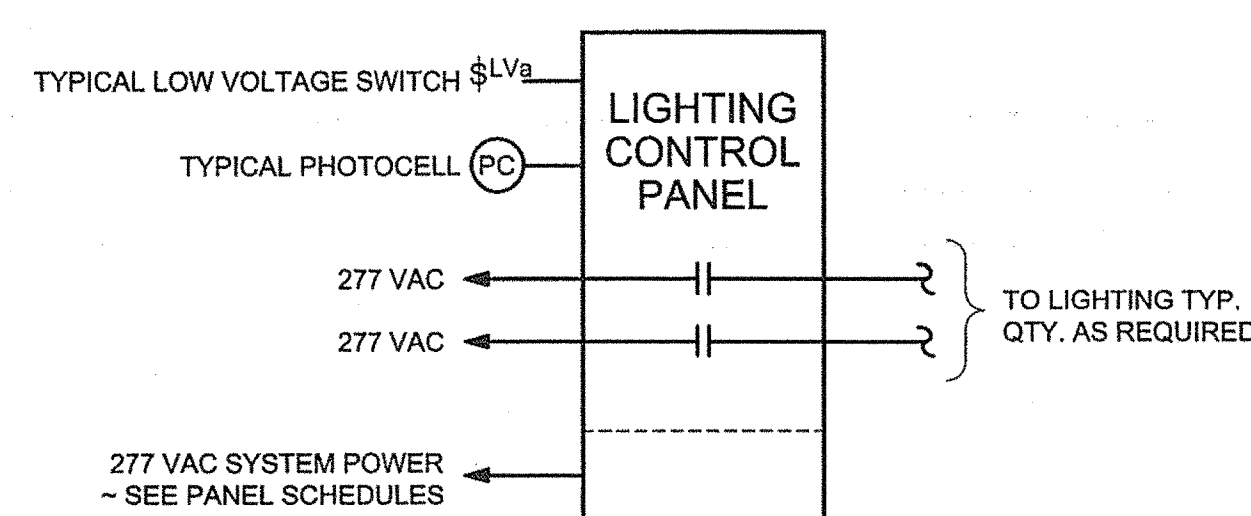 TYPICAL LOW VOLTAGE SWITCH $LVa
LIGHTING
CONTROL
PANEL
TYPICAL PHOTOCELL PC
277 VAC
277 VAC
TO LIGHTING TYP.
QTY. AS REQUIRED
277 VAC SYSTEM POWER
~ SEE PANEL SCHEDULES